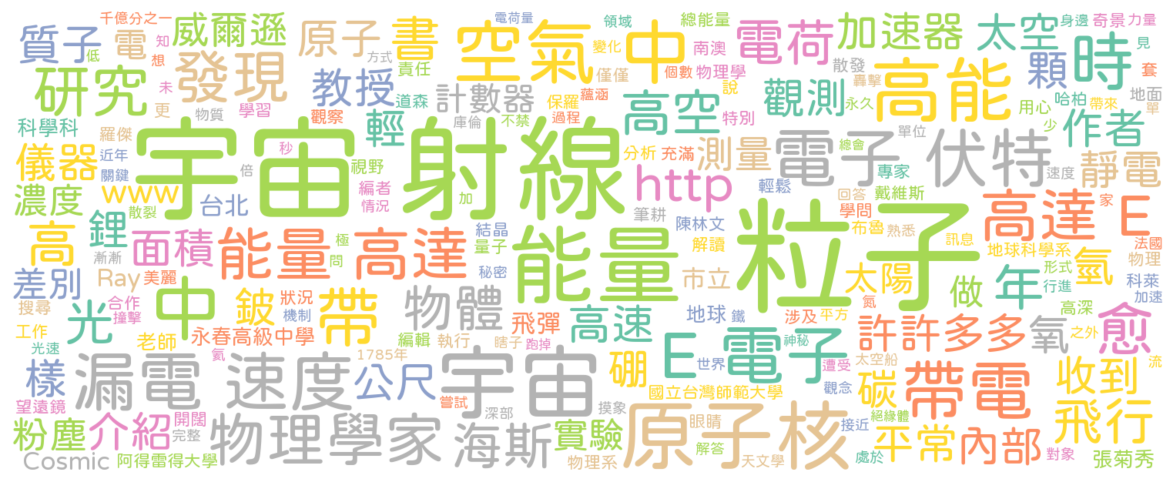 千億分之一
質子
電
知
想
低
未
更
威爾遜
發現
研究
物質
學習
原子
教授
觀察
方式
責任
道森
書
計數器
庫倫
電荷量
空氣中
不禁
變化
僅僅
保羅
過程
領域
總能量
南澳
個數
物理學
蘊涵
高空
特別
說
電荷
加速器
散發
轟擊
觀測
永久
高能
太空
身邊
奇景
力量
見
顆
時
套
地面
單
哈柏
帶來
用心
少
作者
科學科
儀器
近年
關鍵
羅傑
濃度
www
散裂
台北
倍
秒
宇宙射線
視野
輕
編者
情況
加
結晶
量子
筆耕
分析
充滿
陳林文
解讀
http
測量
輕鬆
電子伏特
總會
單位
專家
回答
戴維斯
學問
布魯
熟悉
速度
靜電
訊息
高達
E
家
法國
物理
高
鋰
漸漸
面積
能量
高達
極
問
能量
秘密
市立
粒子
太陽
地球科學系
形式
行進
氫
科萊
加速
差別
Ray
美麗
搜尋
合作
撞擊
狀況
機制
中
鈹
帶
物體
飛彈
高速
地球
鐵
涉及
平方
氦
做
年
高深
之外
工作
光
老師
永春高級中學
編輯
執行
瞎子
跑掉
1785年
神秘
許許多多
氧
愈
光速
樣
漏電
氮
速度
公尺
嘗試
宇宙
硼
E
電子
世界
遭受
太空船
觀念
碳
帶電
收到
流
望遠鏡
開闊
完整
深部
摸象
國立台灣師範大學
接近
絕緣體
飛行
粉塵
介紹
物理學家
海斯
實驗
原子核
眼睛
解答
平常
內部
對象
張菊秀
Cosmic
阿得雷得大學
物理系
天文學
處於